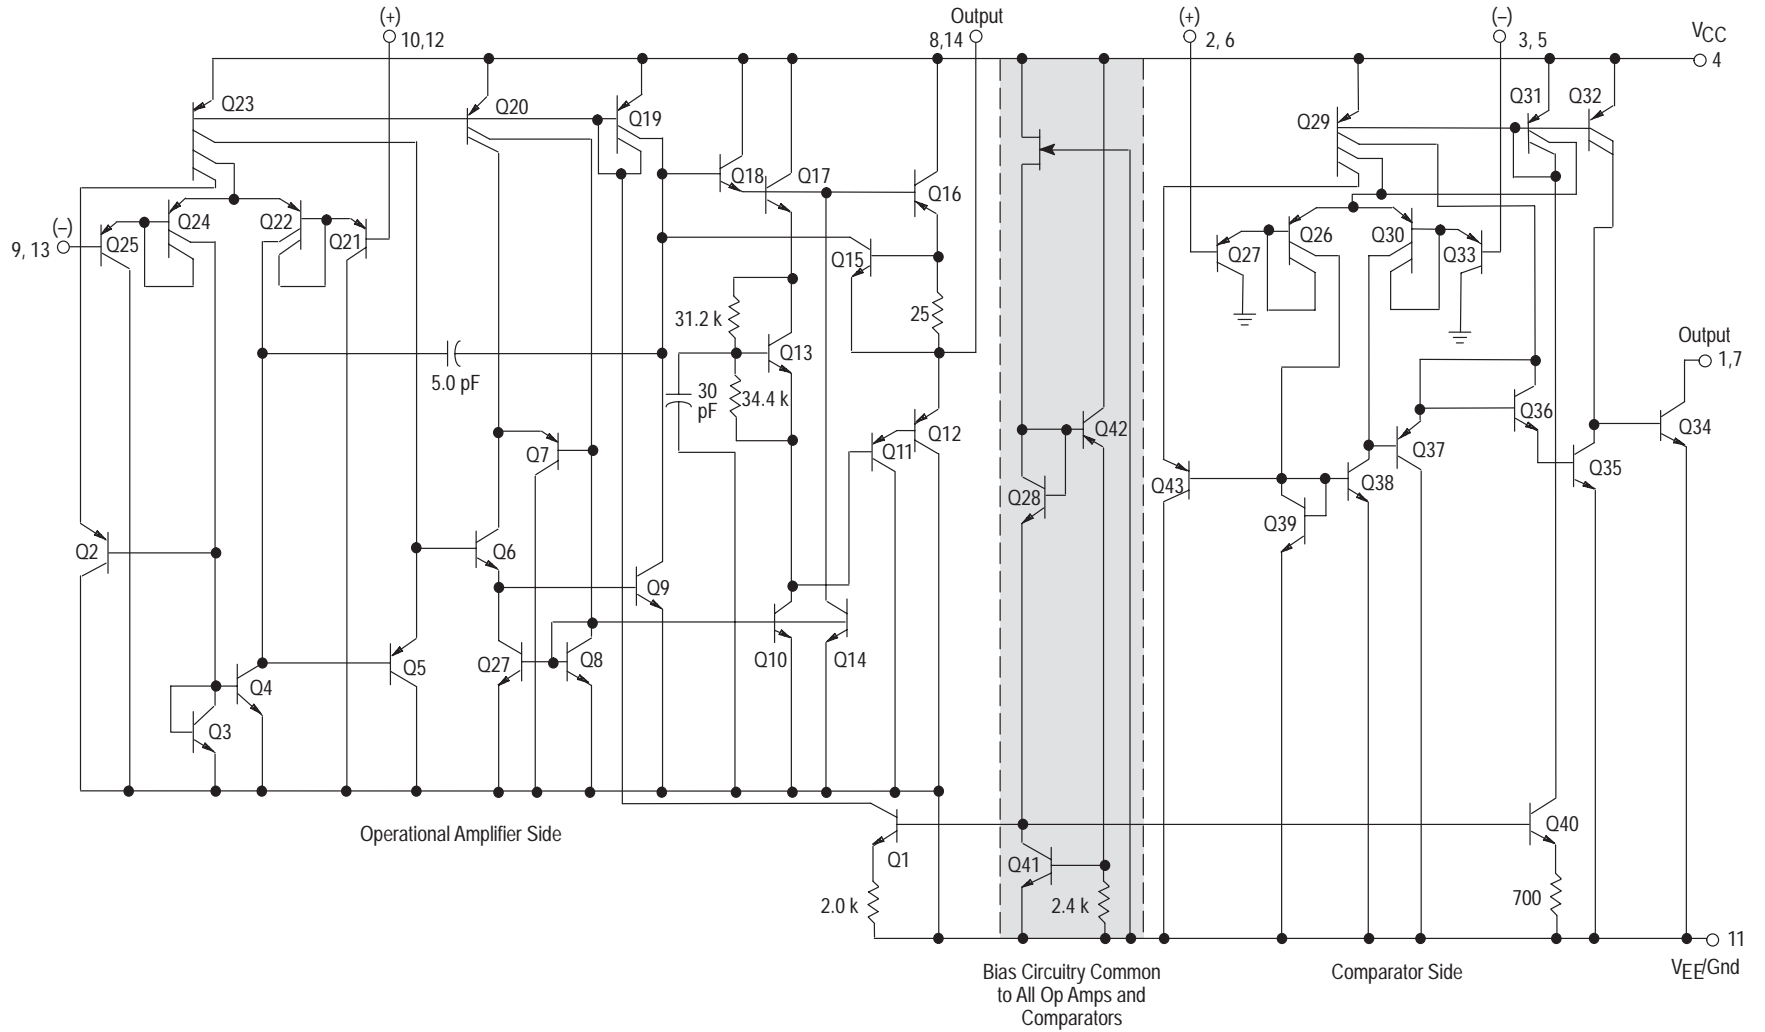 (+)
10,12
Output
8,14
(+)
2, 6
(–)
3, 5
VCC
4
Q23
Q20
Q19
Q29
Q31
Q32
Q18
Q17
Q16
(–)
9, 13
Q25
Q24
Q22
Q21
Q15
Q27
Q26
Q30
Q33
31.2 k
25
Q13
5.0 pF
30
pF
34.4 k
Output
1,7
Q7
Q11
Q12
Q42
Q36
Q34
Q37
Q35
Q28
Q43
Q38
Q39
Q2
Q6
Q9
Q5
Q27
Q8
Q10
Q14
Q4
Q3
Operational Amplifier Side
Q1
Q41
Q40
2.0 k
2.4 k
700
11
VEE/Gnd
Bias Circuitry Common
to All Op Amps and
Comparators
Comparator Side